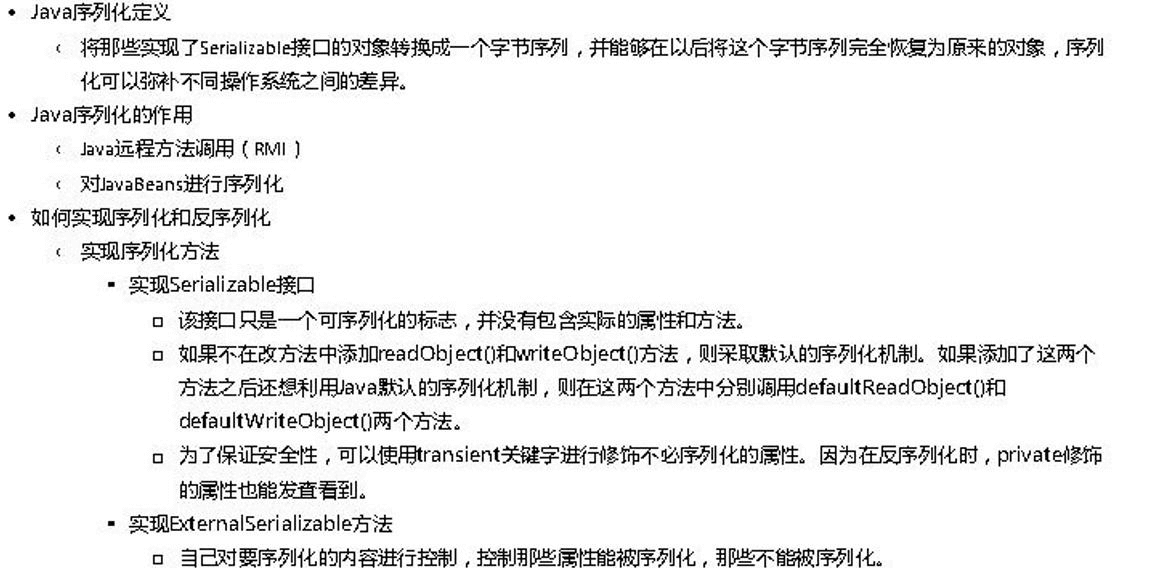 • Java序列化定义
‹ 将那些实现了Serializable接口的对象转换成一个字节序列，并能够在以后将这个字节序列完全恢复为原来的对象，序列
化可以弥补不同操作系统之间的差异。
• Java序列化的作用
‹ Java远程方法调用（RMI）
‹ 对JavaBeans进行序列化
• 如何实现序列化和反序列化
‹ 实现序列化方法
▪ 实现Serializable接口
□ 该接口只是一个可序列化的标志，并没有包含实际的属性和方法。
□ 如果不在改方法中添加readObject()和writeObject()方法，则采取默认的序列化机制。如果添加了这两个
方法之后还想利用Java默认的序列化机制，则在这两个方法中分别调用defaultReadObject()和
defaultWriteObject()两个方法。
□ 为了保证安全性，可以使用transient关键字进行修饰不必序列化的属性。因为在反序列化时，private修饰
的属性也能发查看到。
▪ 实现ExternalSerializable方法
□ 自己对要序列化的内容进行控制，控制那些属性能被序列化，那些不能被序列化。